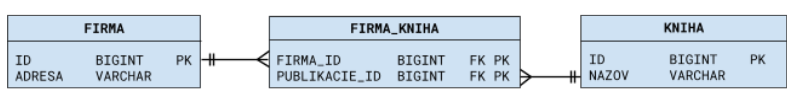 FIRMA
ID BIGINT PK
ADRESA VARCHAR
FIRMA_KNIHA
FIRMA_ID BIGINT FK PK
PUBLIKACIE_ID BIGINT FK PK
KNIHA
ID BIGINT PK
NAZOV VARCHAR